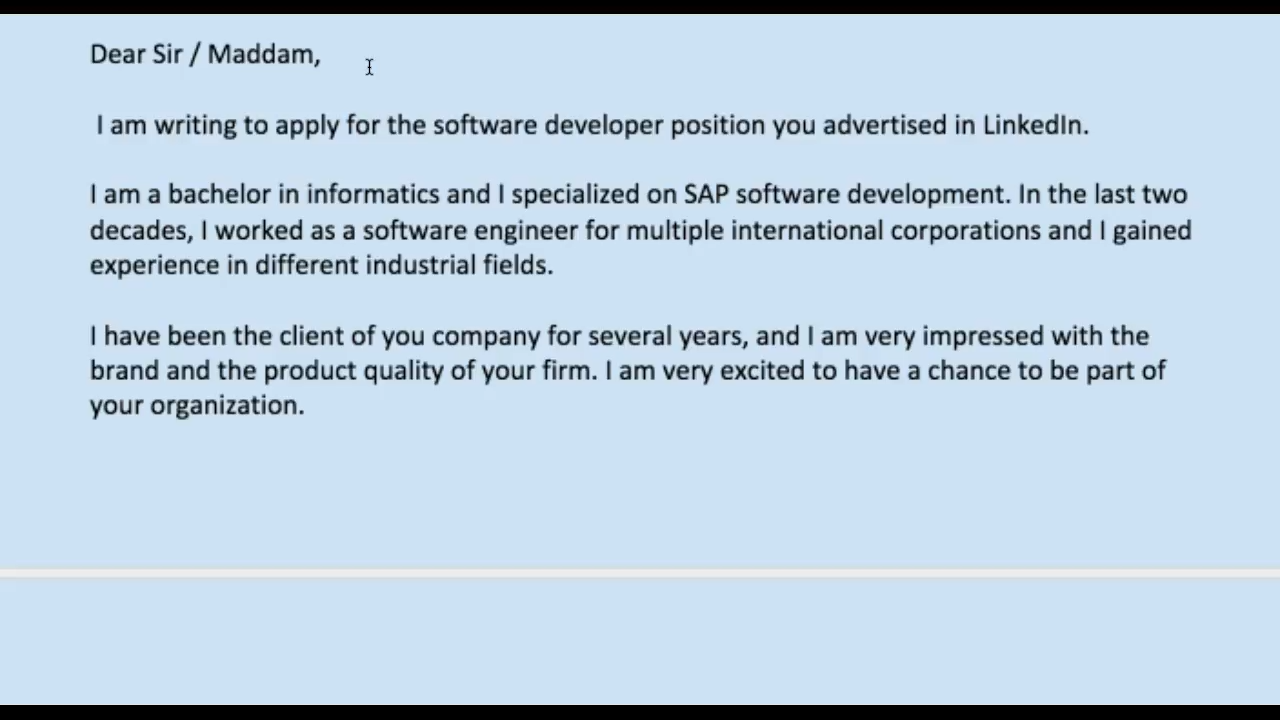 Dear Sir / Maddam,
I am writing to apply for the software developer position you advertised in LinkedIn.
I am a bachelor in informatics and I specialized on SAP software development. In the last two
decades, I worked as a software engineer for multiple international corporations and I gained
experience in different industrial fields.
I have been the client of you company for several years, and I am very impressed with the
brand and the product quality of your firm. I am very excited to have a chance to be part of
your organization.